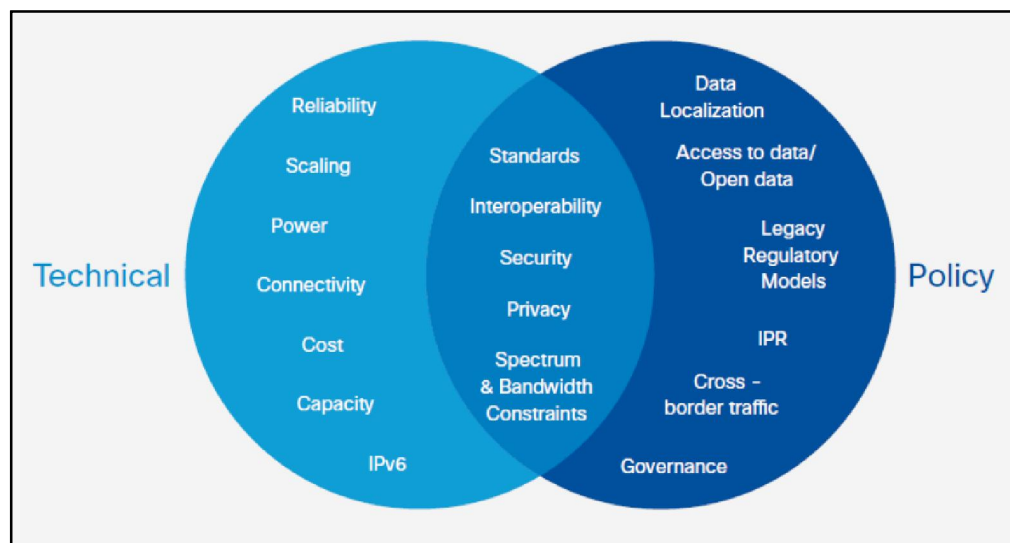 Technical
Reliability
Scaling
Power
Connectivity
Cost
Capacity
IPv6
Standards
Interoperability
Security
Privacy
Spectrum
& Bandwidth
Constraints
Data
Localization
Access to data/
Open data
Legacy
Regulatory
Models
IPR
Cross –
border traffic
Governance
Policy